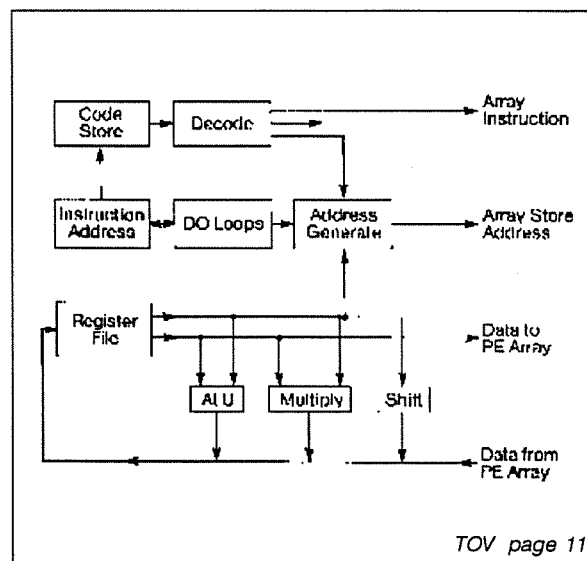 Code
Store
Decode
Array
Instruction
Instruction
Address
DO Loops
Address
Generate
Array Store
Address
Register
File
Data to
PE Array
ALU
Multiply
Shift
Data from
PE Array
TOV page 11